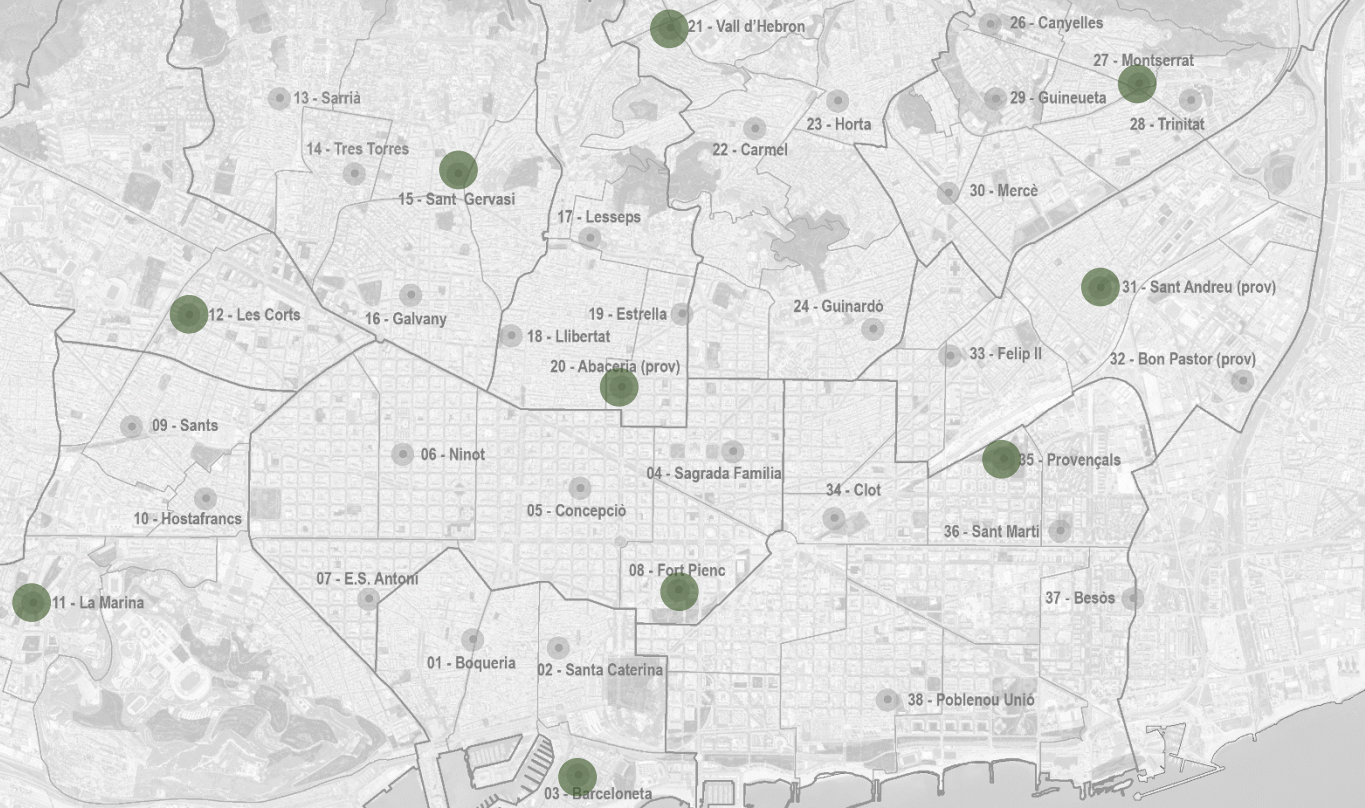 26 - Canyelles
21 - Vall d'Hebron
27 - Montserrat
13 - Sarrià
29 - Guineueta
23 - Horta
28 - Trinitat
14 - Tres Torres
22 - Carmel
30 - Mercè
15 - Sant Gervasi
17 - Lesseps
31 - Sant Andreu (prov)
24 - Guinardó
19 - Estrella
12 - Les Corts
16 - Galvany
18 - Llibertat
33 - Felip II
32 - Bon Pastor (prov)
20 - Abaceria (prov)
09 - Sants
06 - Ninot
35 - Provençals
04 - Sagrada Família
34 - Clot
05 - Concepciò
10 - Hostafrancs
36 - Sant Marti
08 - Fort Pienc
07 - E.S. Antoni
37 - Besòs
11 - La Marina
01 - Boqueria
02 - Santa Caterina
38 - Poblenou Unió
03 - Barceloneta